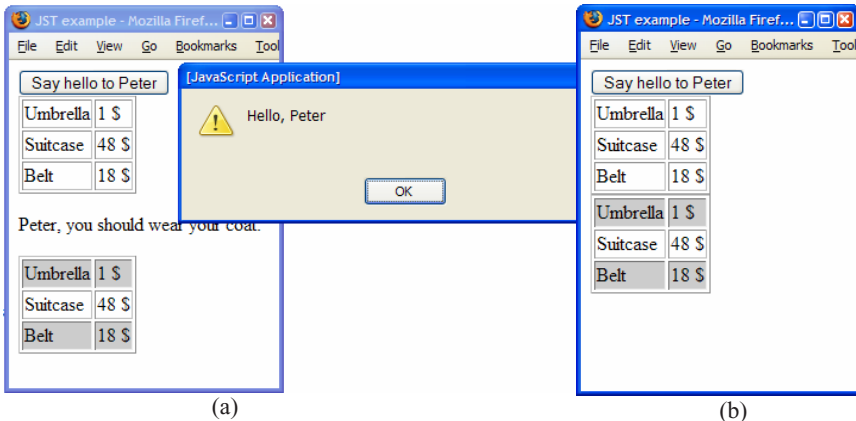 JST example - Mozilla Firef...
File Edit View Go Bookmarks Tool
Say hello to Peter
Umbrella 1 $
Suitcase 48 $
Belt 18 $
Peter, you should wear your coat.
Umbrella 1 $
Suitcase 48 $
Belt 18 $
(a)
[JavaScript Application]
Hello, Peter
OK
JST example - Mozilla Firef...
File Edit View Go Bookmarks Tool
Say hello to Peter
Umbrella 1 $
Suitcase 48 $
Belt 18 $
Umbrella 1 $
Suitcase 48 $
Belt 18 $
(b)